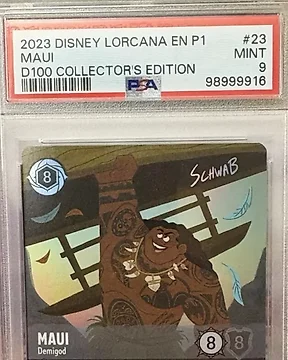 2023 DISNEY LORCANA EN P1 #23
MAUI MINT
D100 COLLECTOR'S EDITION 9
PSA 98999916
8
SCHWAB
MAUI
Demigod
8 8